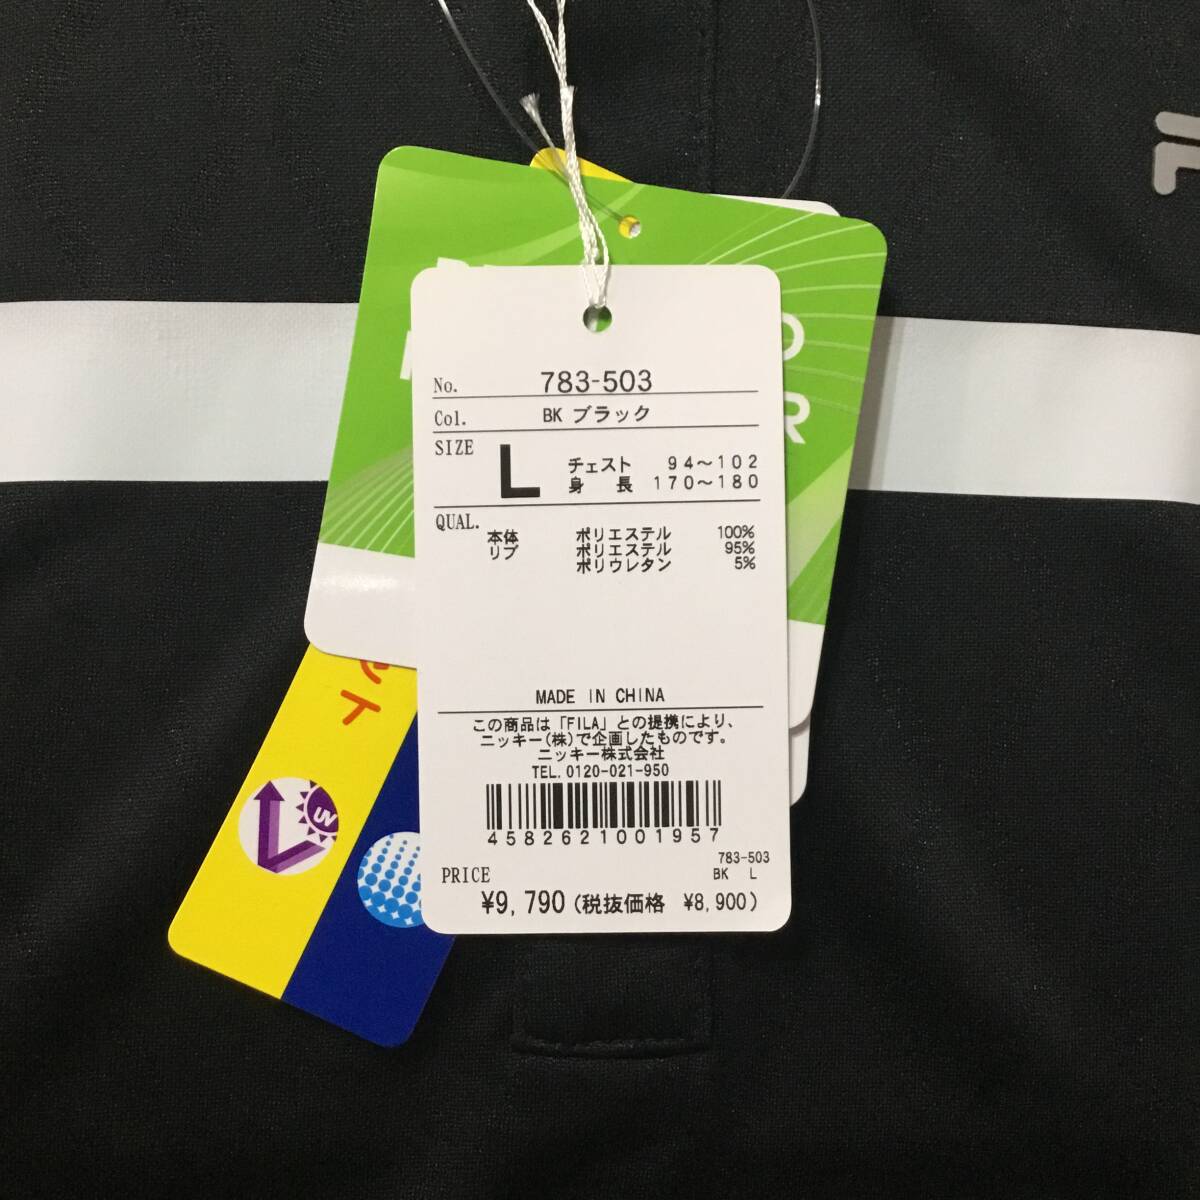 No. 783-503
Col. BK ブラック
SIZE L チェスト 94～102
身長 170～180
QUAL. 本体 ポリエステル 100%
リブ ポリエステル 95%
ポリウレタン 5%
MADE IN CHINA
この商品は「FILA」との提携により、
ニッキー(株)で企画したものです。
ニッキー株式会社
TEL. 0120-021-950
4582621001957
783-503
BK L
PRICE
¥9,790 (税抜価格 ¥8,900)
UV